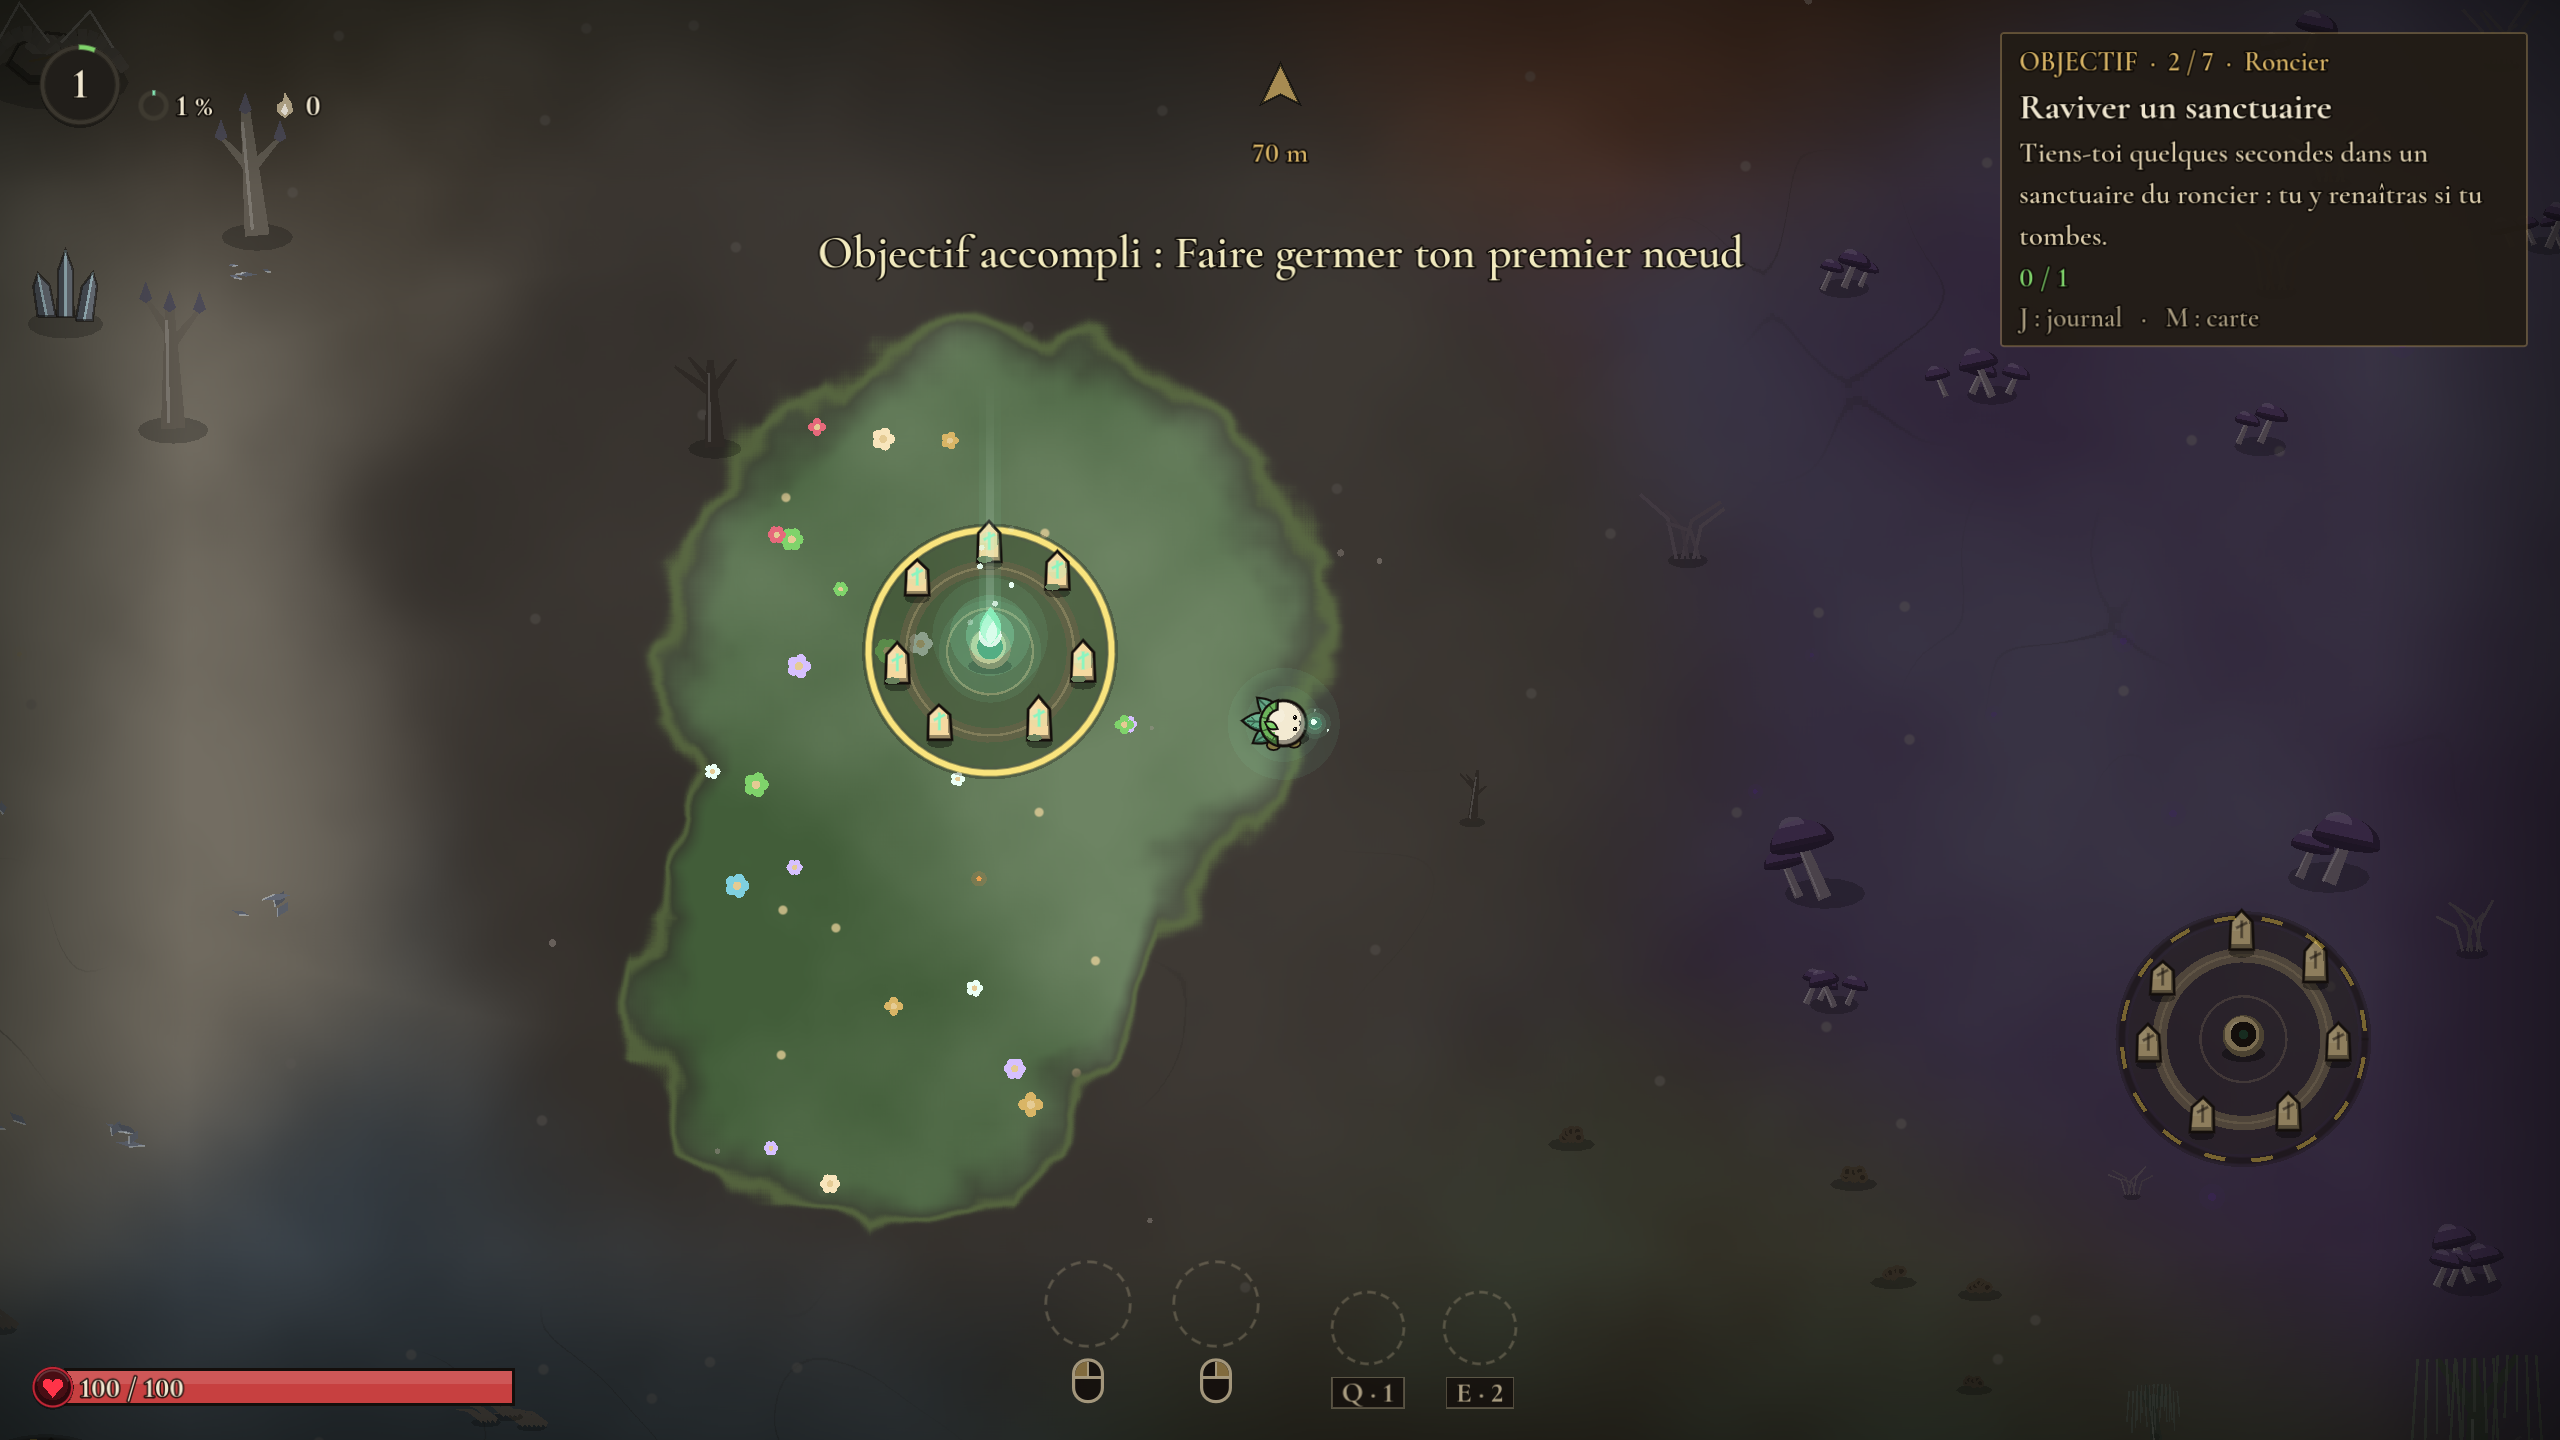 1
1 %
0
70 m
Objectif accompli : Faire germer ton premier nœud
OBJECTIF · 2 / 7 · Roncier
Raviver un sanctuaire
Tiens-toi quelques secondes dans un
sanctuaire du roncier : tu y renaîtras si tu
tombes.
0 / 1
J : journal · M : carte
100 / 100
Q · 1
E · 2